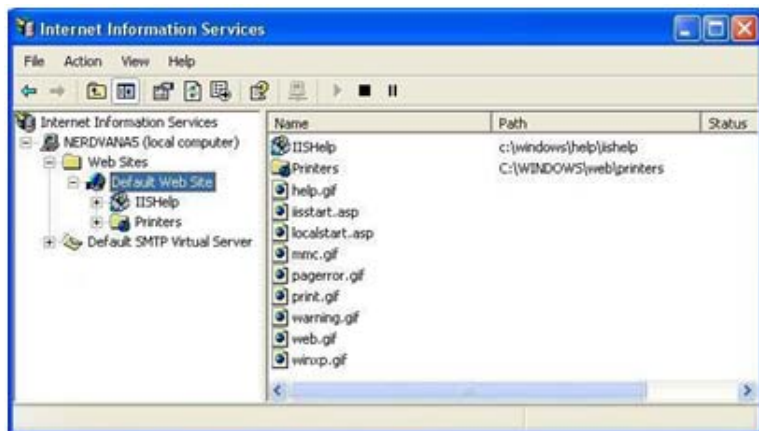 Internet Information Services
File Action View Help
Internet Information Services
NERDVANA5 (local computer)
Web Sites
Default Web Site
IISHelp
Printers
Default SMTP Virtual Server
Name Path Status
IISHelp c:\windows\help\iishelp
Printers C:\WINDOWS\web\printers
help.gif
iisstart.asp
localstart.asp
mmc.gif
pagerror.gif
print.gif
warning.gif
web.gif
winxp.gif